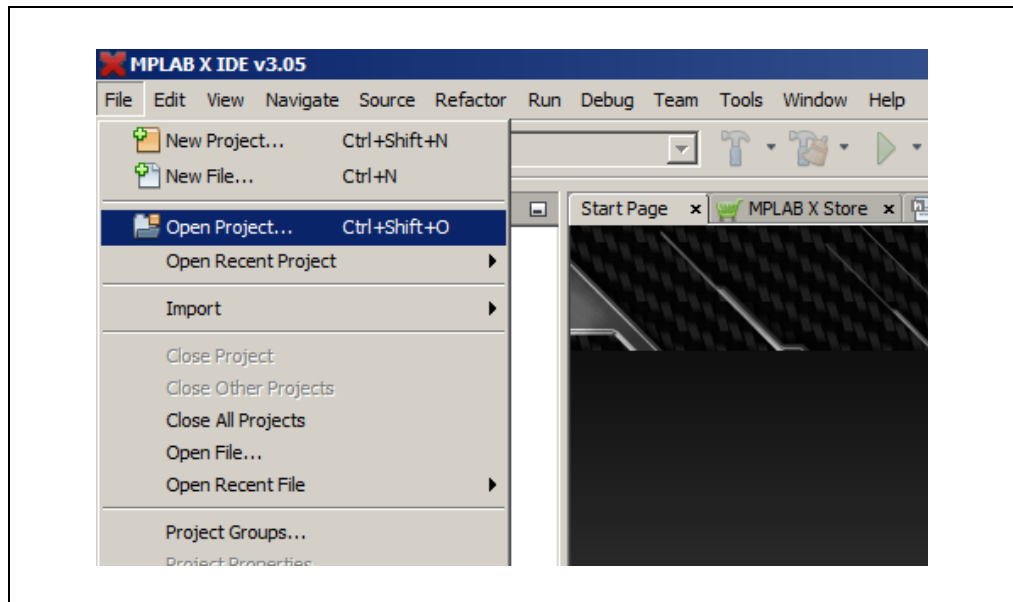 MPLAB X IDE v3.05
File Edit View Navigate Source Refactor Run Debug Team Tools Window Help
New Project... Ctrl+Shift+N
New File... Ctrl+N
Start Page x MPLAB X Store x
Open Project... Ctrl+Shift+O
Open Recent Project
Import
Close Project
Close Other Projects
Close All Projects
Open File...
Open Recent File
Project Groups...
Project Properties